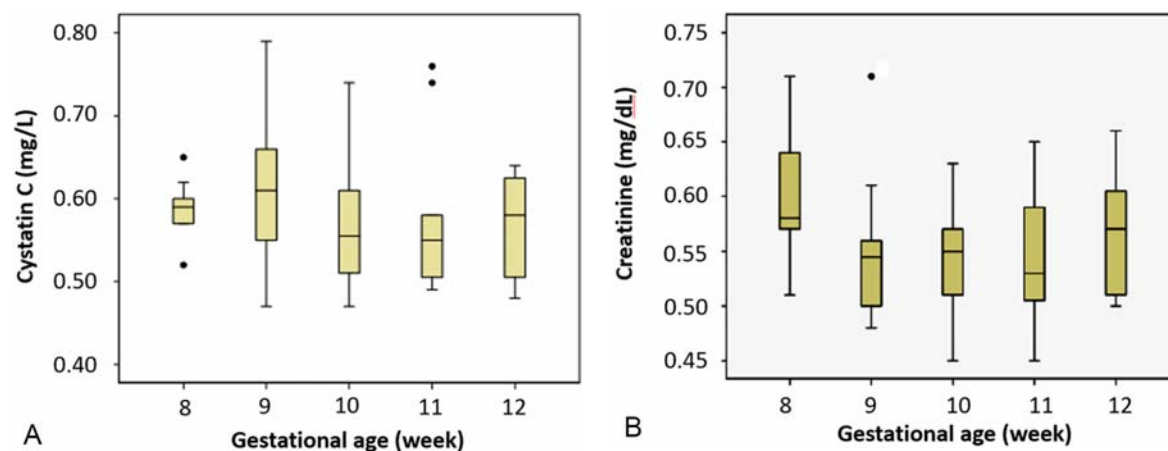 Cystatin C (mg/L)
0.80
0.70
0.60
0.50
0.40
8 9 10 11 12
Gestational age (week)
A
Creatinine (mg/dL)
0.75
0.70
0.65
0.60
0.55
0.50
0.45
8 9 10 11 12
Gestational age (week)
B